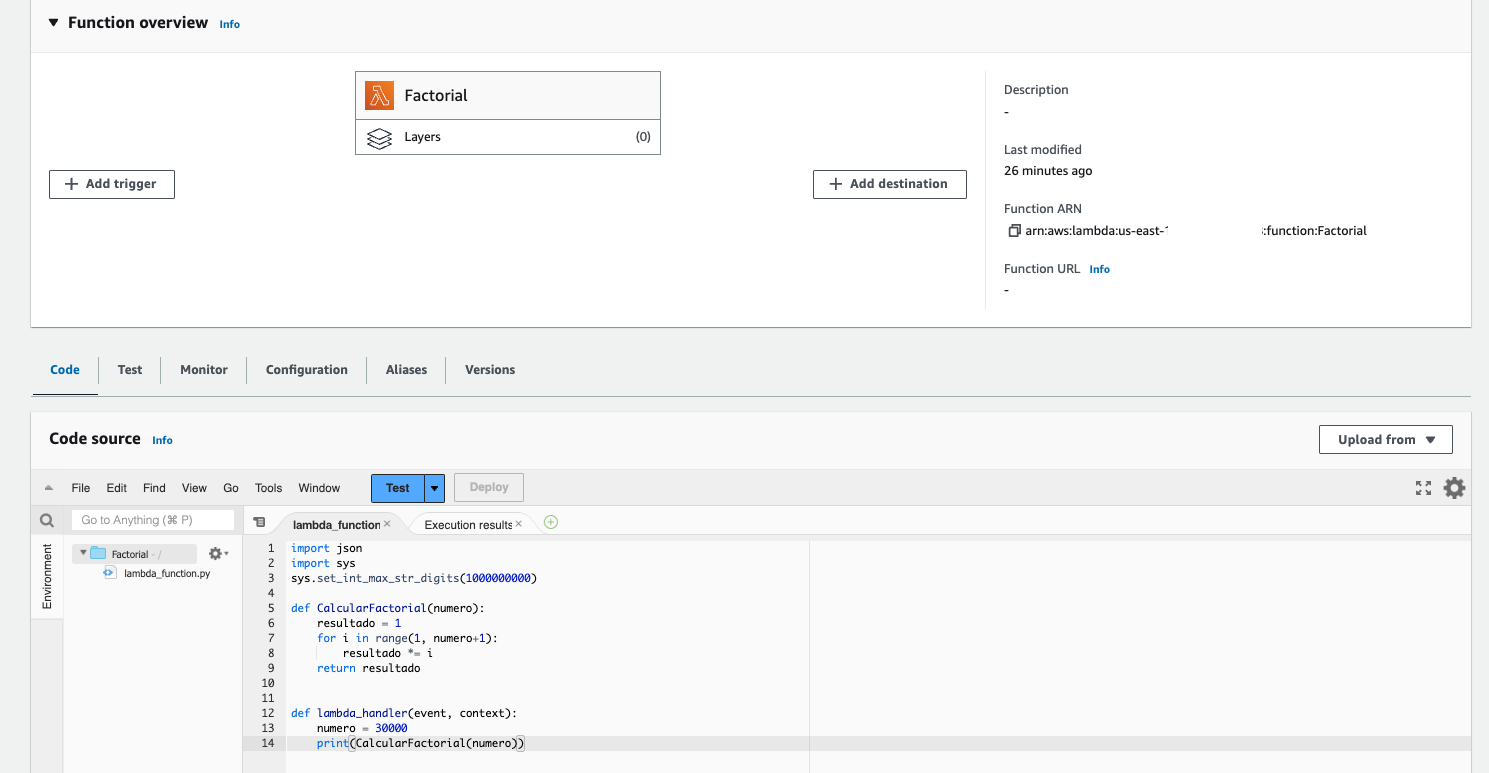 Function overview Info
Factorial
Layers (0)
Add trigger
Add destination
Description
-
Last modified
26 minutes ago
Function ARN
arn:aws:lambda:us-east-1 :function:Factorial
Function URL Info
-
Code Test Monitor Configuration Aliases Versions
Code source Info
Upload from
File Edit Find View Go Tools Window Test Deploy
Go to Anything (⌘ P)
lambda_function × Execution results ×
Environment
Factorial - /
lambda_function.py
1 import json
2 import sys
3 sys.set_int_max_str_digits(1000000000)
4
5 def CalcularFactorial(numero):
6     resultado = 1
7     for i in range(1, numero+1):
8         resultado *= i
9     return resultado
10
11
12 def lambda_handler(event, context):
13     numero = 30000
14     print(CalcularFactorial(numero))